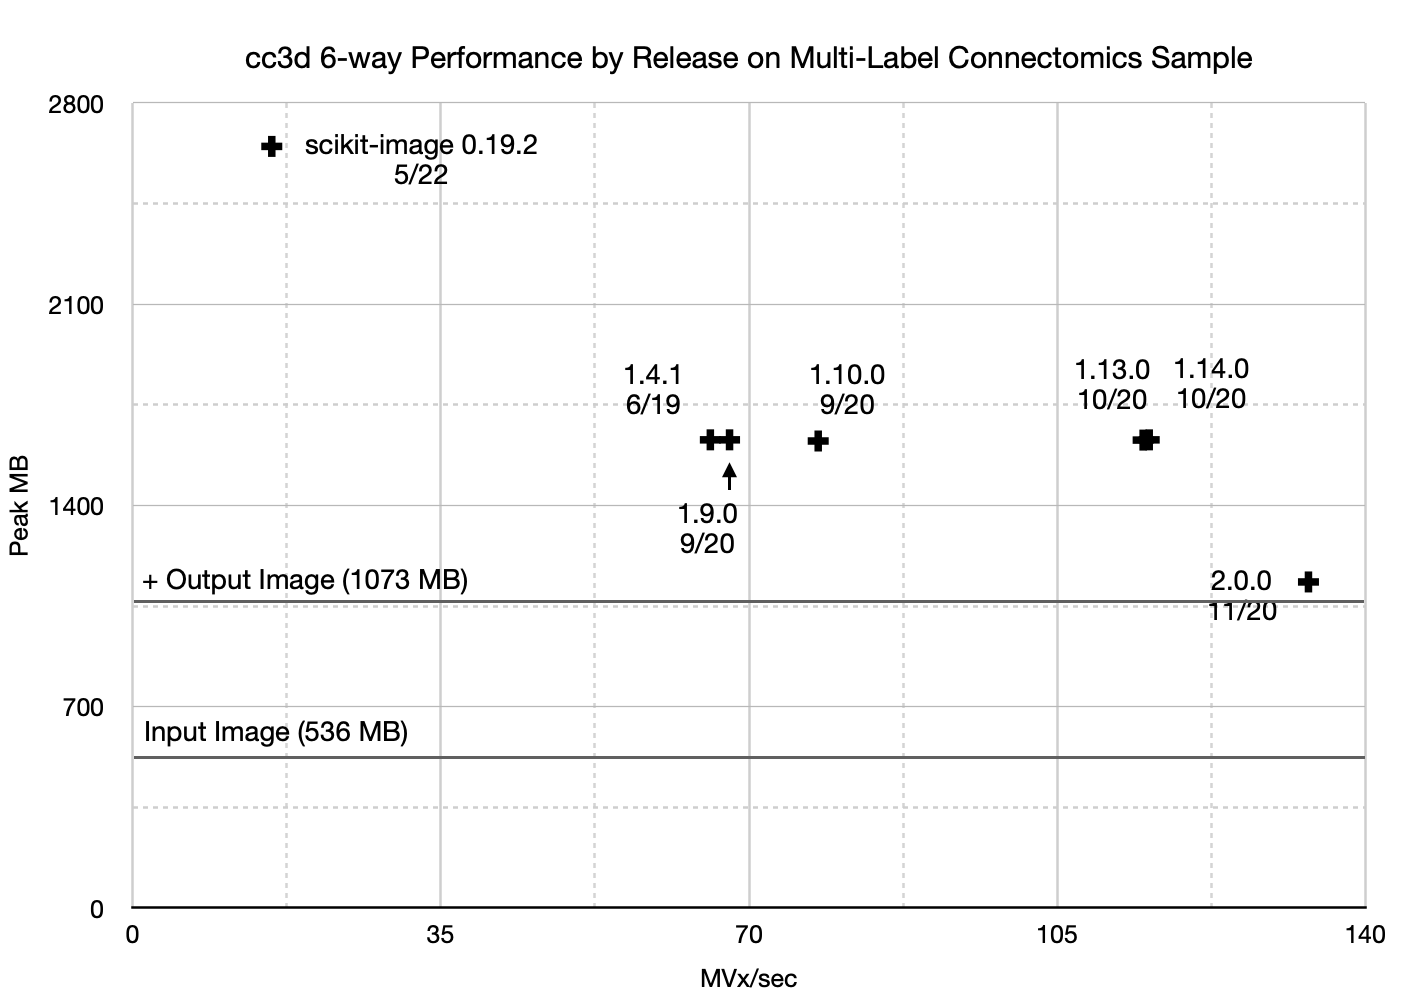 cc3d 6-way Performance by Release on Multi-Label Connectomics Sample
2800
scikit-image 0.19.2
5/22
2100
1.4.1
6/19
1.10.0
9/20
1.13.0
10/20
1.14.0
10/20
Peak MB
1400
1.9.0
9/20
+ Output Image (1073 MB)
2.0.0
11/20
700
Input Image (536 MB)
0
0 35 70 105 140
MVx/sec